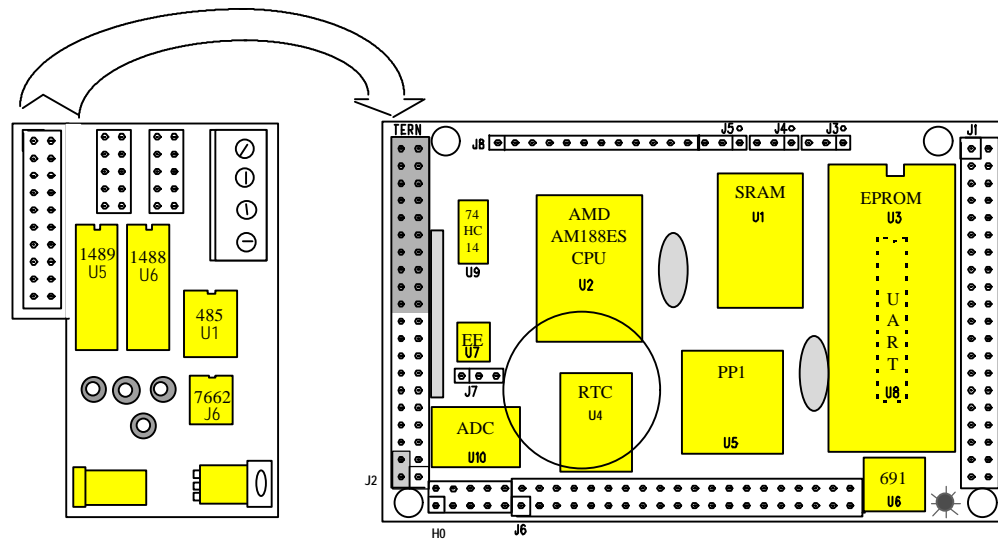 1489
U5
1488
U6
485
U1
7662
J6
TERN
J8
J5
J4
J3
J1
74
HC
14
U9
AMD
AM188ES
CPU
U2
SRAM
U1
EPROM
U3
U
A
R
T
U8
EE
U7
J7
RTC
U4
PP1
U5
ADC
U10
691
U6
J2
H0
J6